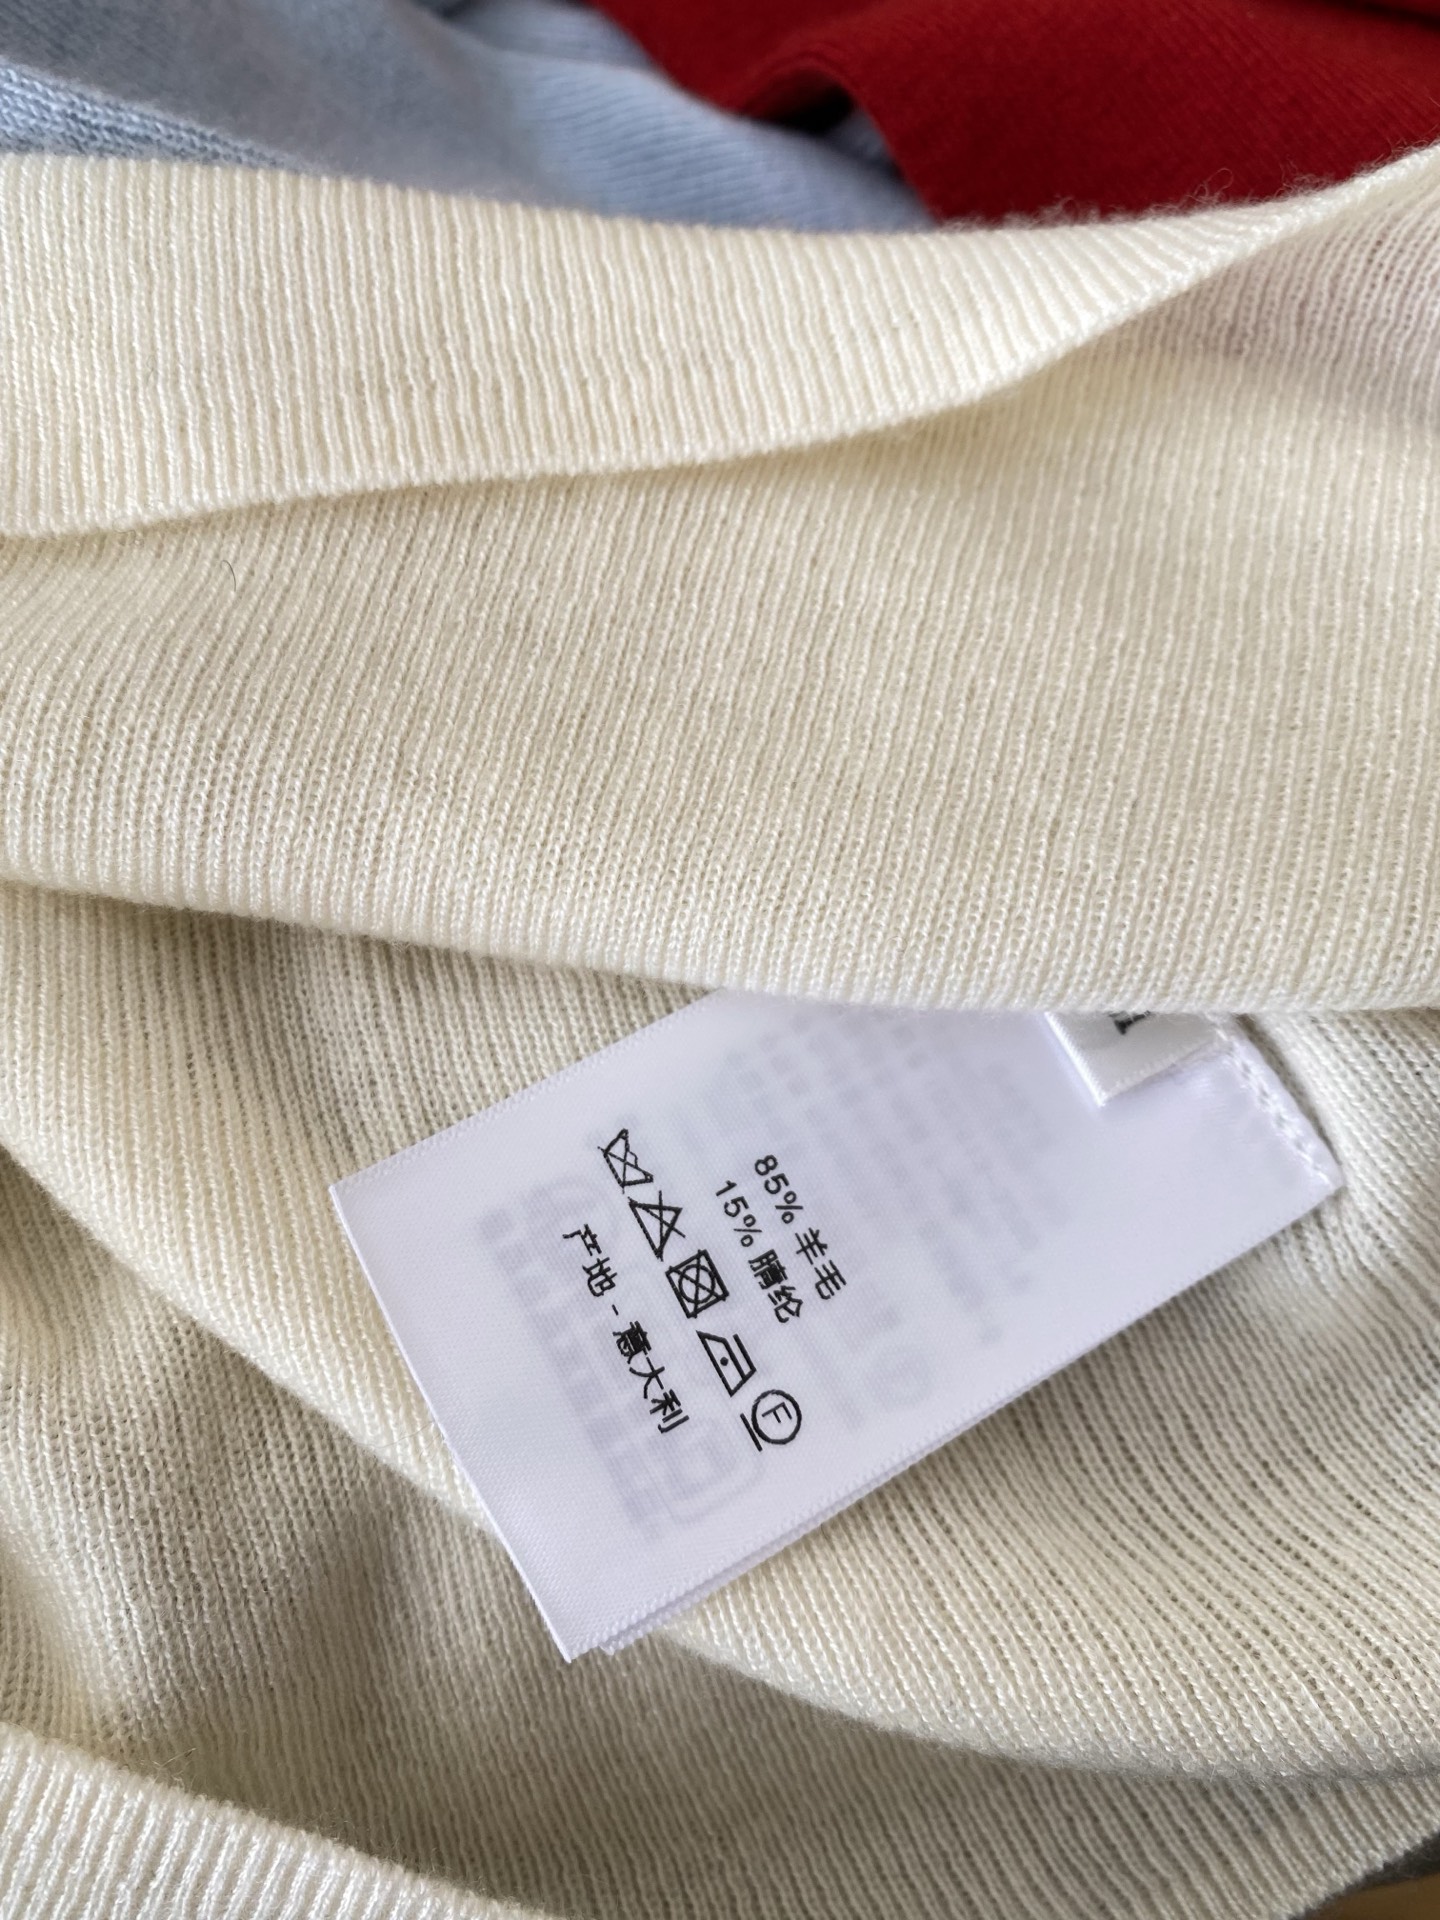 85% 羊毛
15% 腈纶
F
产地 - 意大利